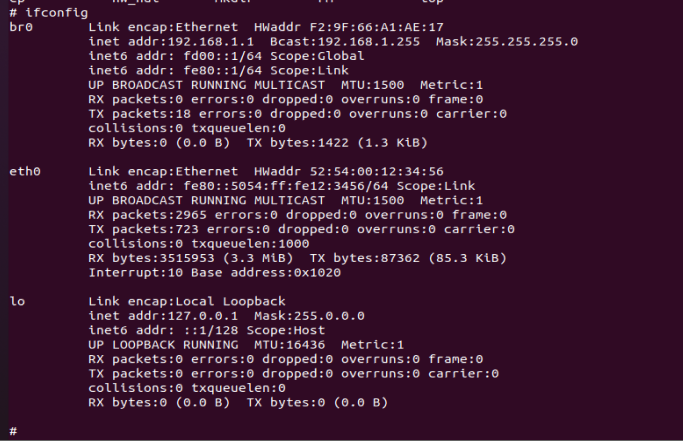 # ifconfig
br0 Link encap:Ethernet HWaddr F2:9F:66:A1:AE:17
inet addr:192.168.1.1 Bcast:192.168.1.255 Mask:255.255.255.0
inet6 addr: fd00::1/64 Scope:Global
inet6 addr: fe80::1/64 Scope:Link
UP BROADCAST RUNNING MULTICAST MTU:1500 Metric:1
RX packets:0 errors:0 dropped:0 overruns:0 frame:0
TX packets:18 errors:0 dropped:0 overruns:0 carrier:0
collisions:0 txqueuelen:0
RX bytes:0 (0.0 B) TX bytes:1422 (1.3 KiB)
eth0 Link encap:Ethernet HWaddr 52:54:00:12:34:56
inet6 addr: fe80::5054:ff:fe12:3456/64 Scope:Link
UP BROADCAST RUNNING MULTICAST MTU:1500 Metric:1
RX packets:2965 errors:0 dropped:0 overruns:0 frame:0
TX packets:723 errors:0 dropped:0 overruns:0 carrier:0
collisions:0 txqueuelen:1000
RX bytes:3515953 (3.3 MiB) TX bytes:87362 (85.3 KiB)
Interrupt:10 Base address:0x1020
lo Link encap:Local Loopback
inet addr:127.0.0.1 Mask:255.0.0.0
inet6 addr: ::1/128 Scope:Host
UP LOOPBACK RUNNING MTU:16436 Metric:1
RX packets:0 errors:0 dropped:0 overruns:0 frame:0
TX packets:0 errors:0 dropped:0 overruns:0 carrier:0
collisions:0 txqueuelen:0
RX bytes:0 (0.0 B) TX bytes:0 (0.0 B)
#